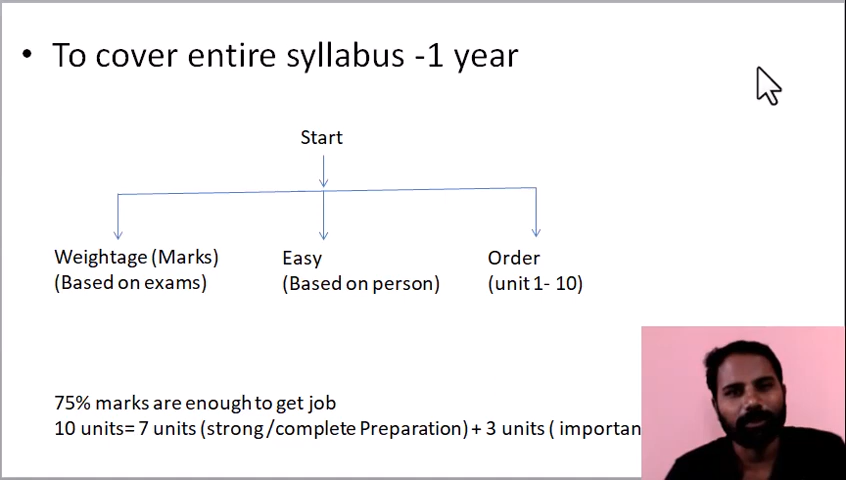 • To cover entire syllabus -1 year
Start
Weightage (Marks)
(Based on exams)
Easy
(Based on person)
Order
(unit 1- 10)
75% marks are enough to get job
10 units= 7 units (strong/complete Preparation) + 3 units ( importan